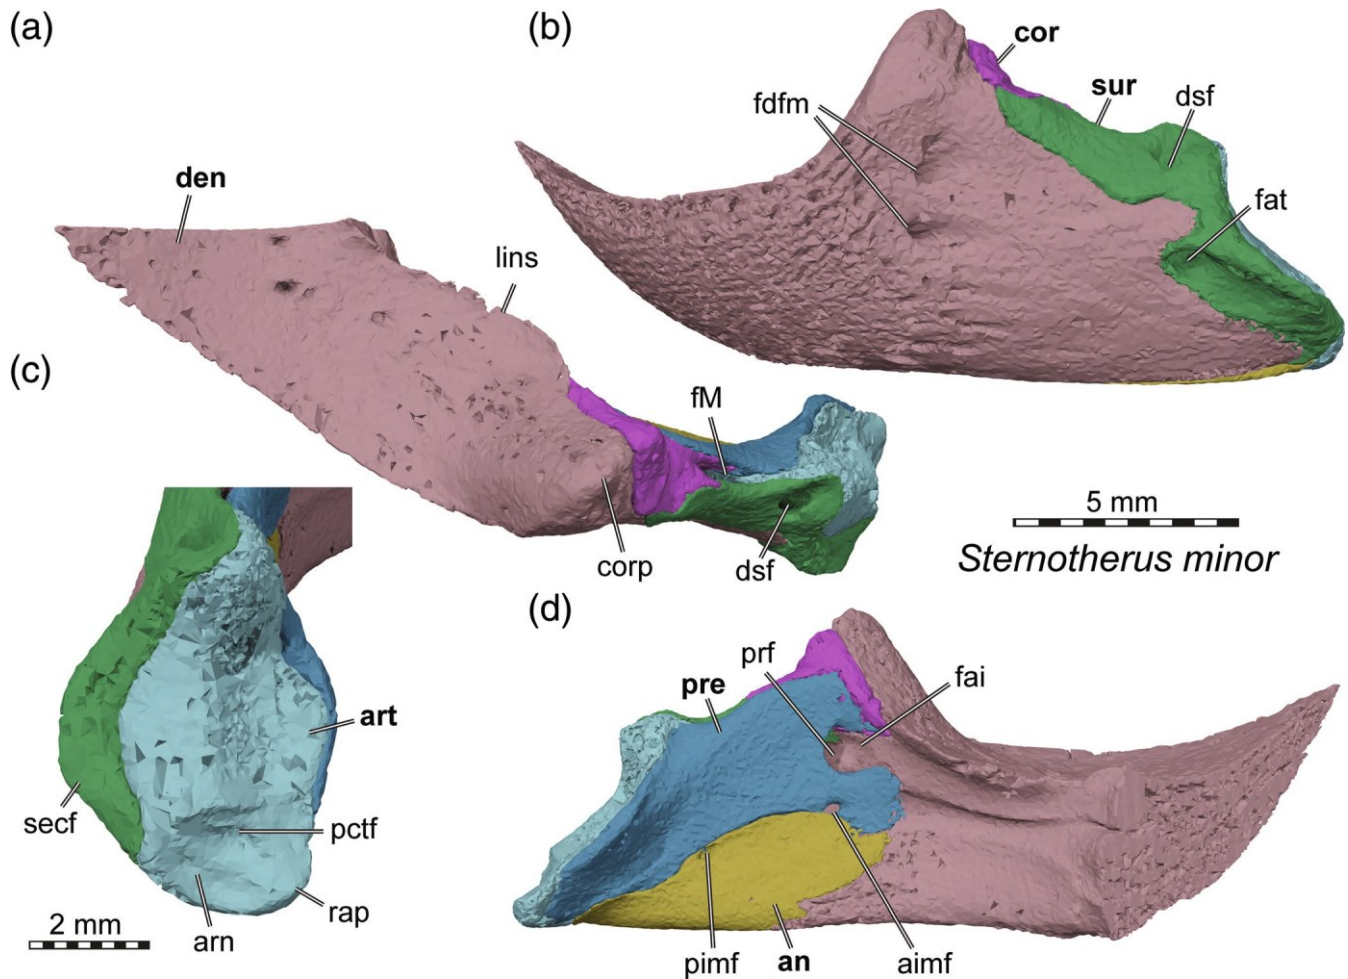 (a)
(b)
cor
sur
dsf
fdfm
fat
den
lins
(c)
fM
corp
dsf
5 mm
Sternotherus minor
(d)
art
secf
pctf
rap
arn
2 mm
prf
fai
pre
pimf
an
aimf